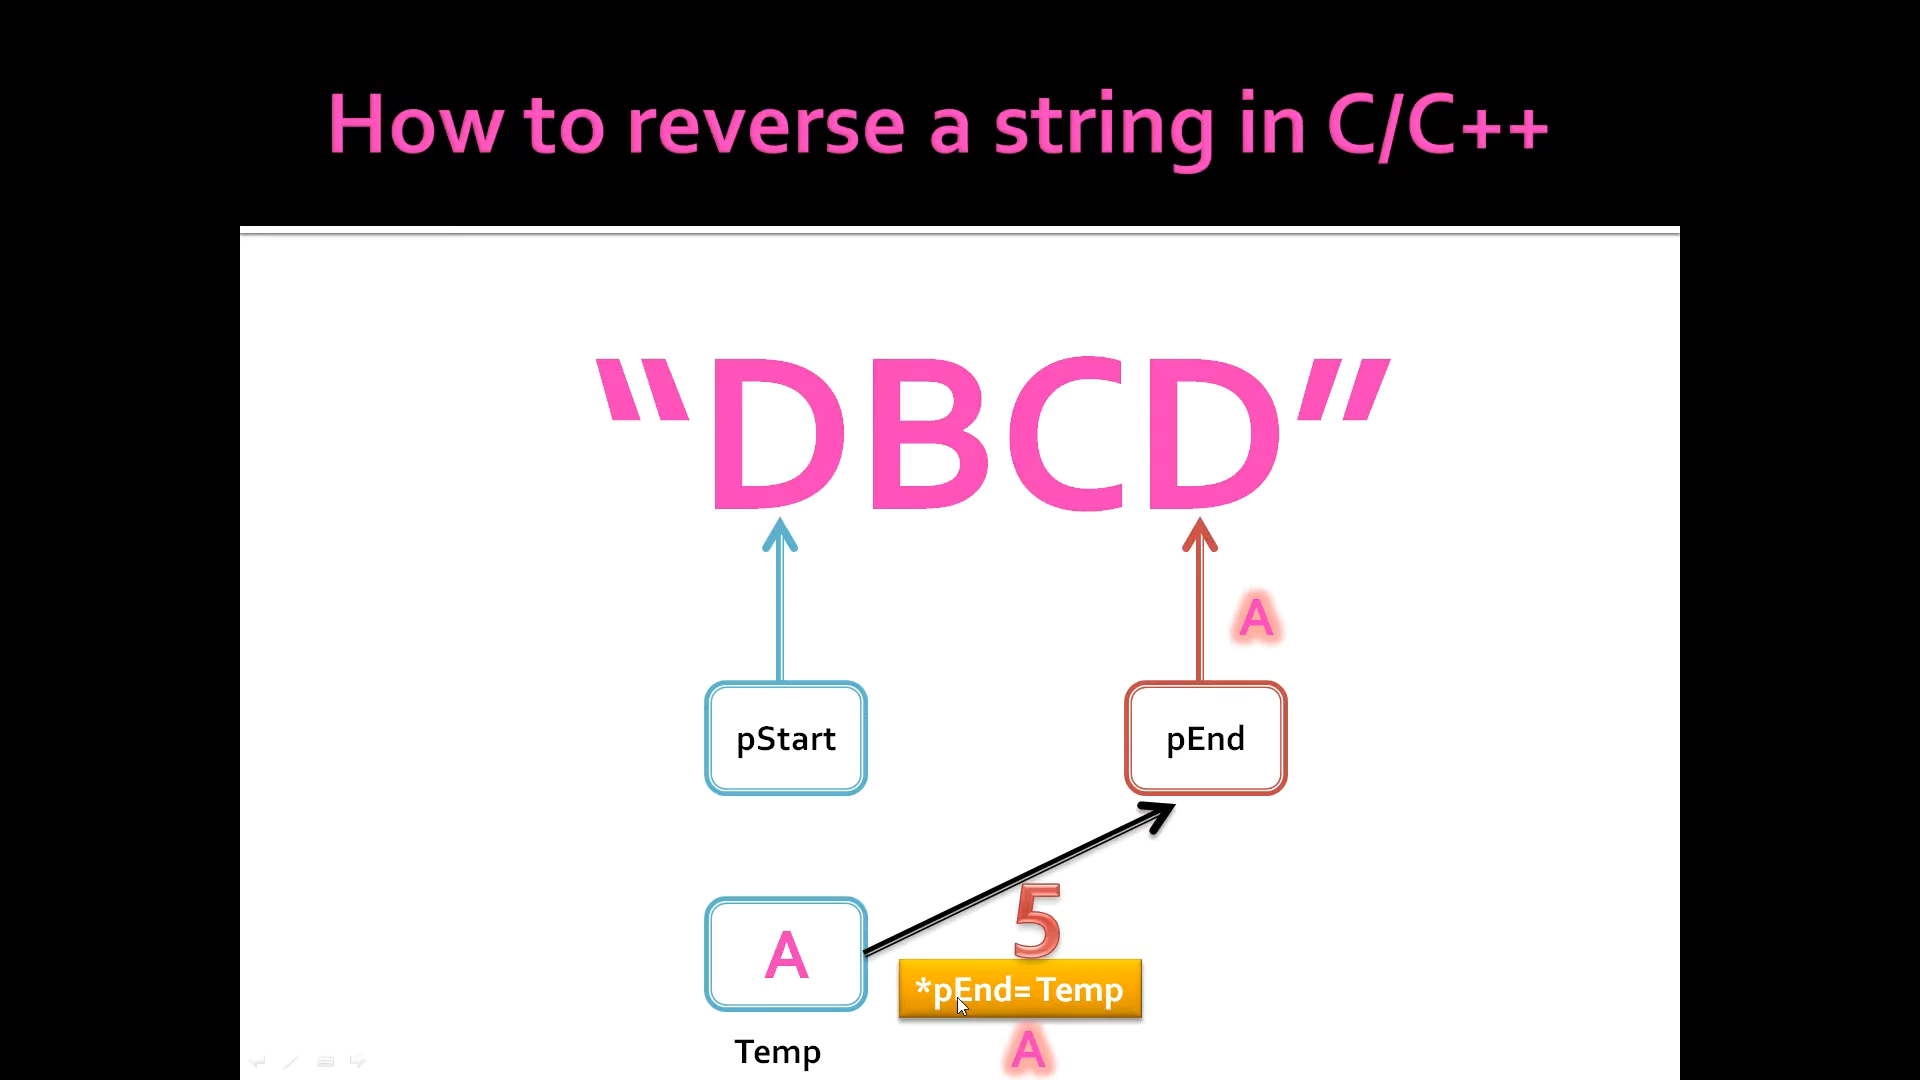 How to reverse a string in C/C++
“DBCD”
A
pStart
pEnd
5
A
*pEnd= Temp
Temp
A